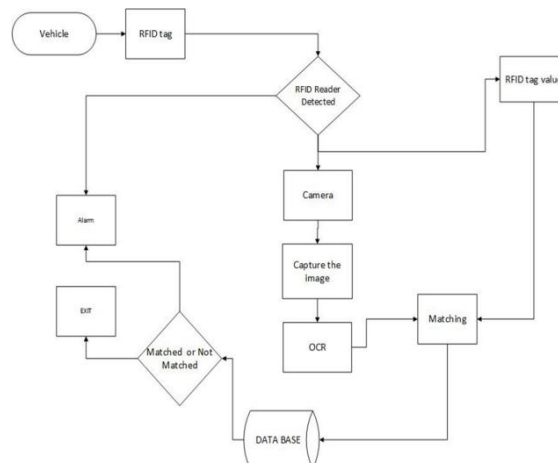 Vehicle
RFID tag
RFID Reader
Detected
RFID tag value
Camera
Alarm
Capture the
image
EXIT
Matching
Matched or Not
Matched
OCR
DATA BASE